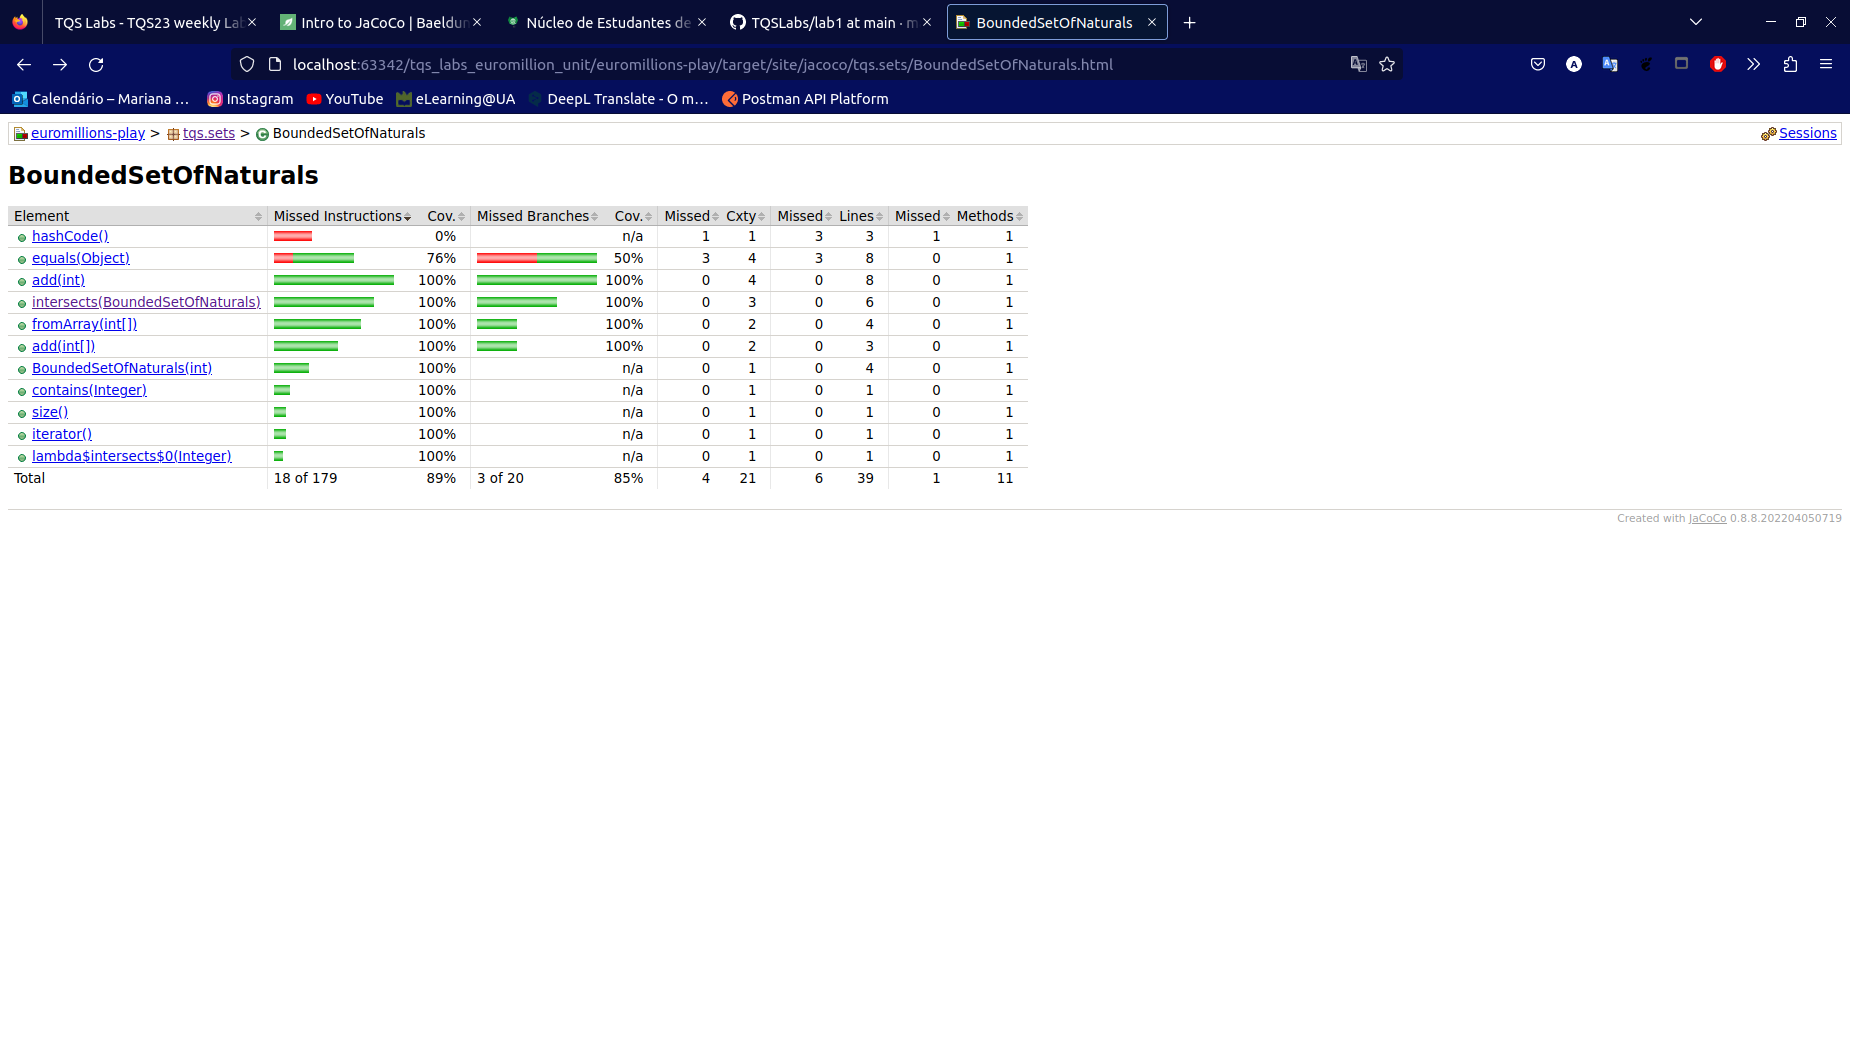 TQS Labs - TQS23 weekly La
Intro to JaCoCo | Baeldun
Núcleo de Estudantes de
TQSLabs/lab1 at main · m
BoundedSetOfNaturals
localhost:63342/tqs_labs_euromillion_unit/euromillions-play/target/site/jacoco/tqs.sets/BoundedSetOfNaturals.html
Calendário – Mariana … Instagram YouTube eLearning@UA DeepL Translate - O m… Postman API Platform
euromillions-play > tqs.sets > BoundedSetOfNaturals Sessions
BoundedSetOfNaturals
Element Missed Instructions Cov. Missed Branches Cov. Missed Cxty Missed Lines Missed Methods
hashCode() 0% n/a 1 1 3 3 1 1
equals(Object) 76% 50% 3 4 3 8 0 1
add(int) 100% 100% 0 4 0 8 0 1
intersects(BoundedSetOfNaturals) 100% 100% 0 3 0 6 0 1
fromArray(int[]) 100% 100% 0 2 0 4 0 1
add(int[]) 100% 100% 0 2 0 3 0 1
BoundedSetOfNaturals(int) 100% n/a 0 1 0 4 0 1
contains(Integer) 100% n/a 0 1 0 1 0 1
size() 100% n/a 0 1 0 1 0 1
iterator() 100% n/a 0 1 0 1 0 1
lambda$intersects$0(Integer) 100% n/a 0 1 0 1 0 1
Total 18 of 179 89% 3 of 20 85% 4 21 6 39 1 11
Created with JaCoCo 0.8.8.202204050719